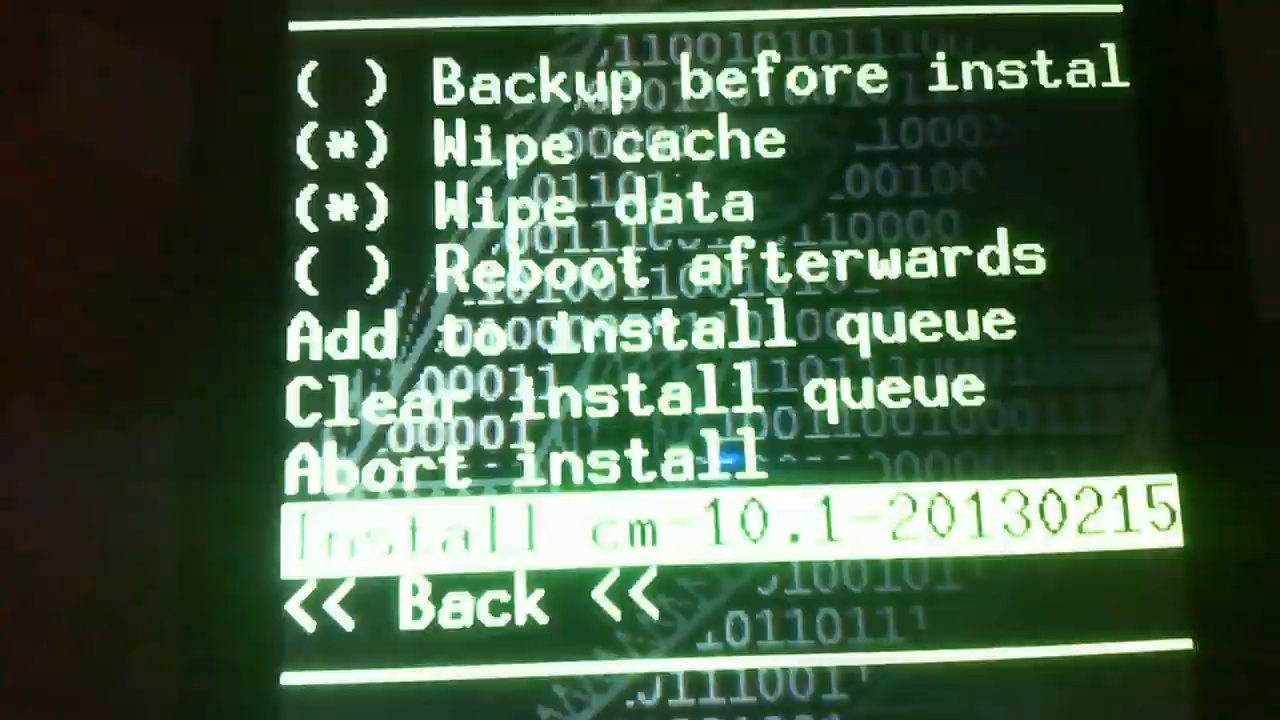 ( ) Backup before instal
(*) Wipe cache
(*) Wipe data
( ) Reboot afterwards
Add to install queue
Clear install queue
Abort install
Install cm-10.1-20130215
<< Back <<